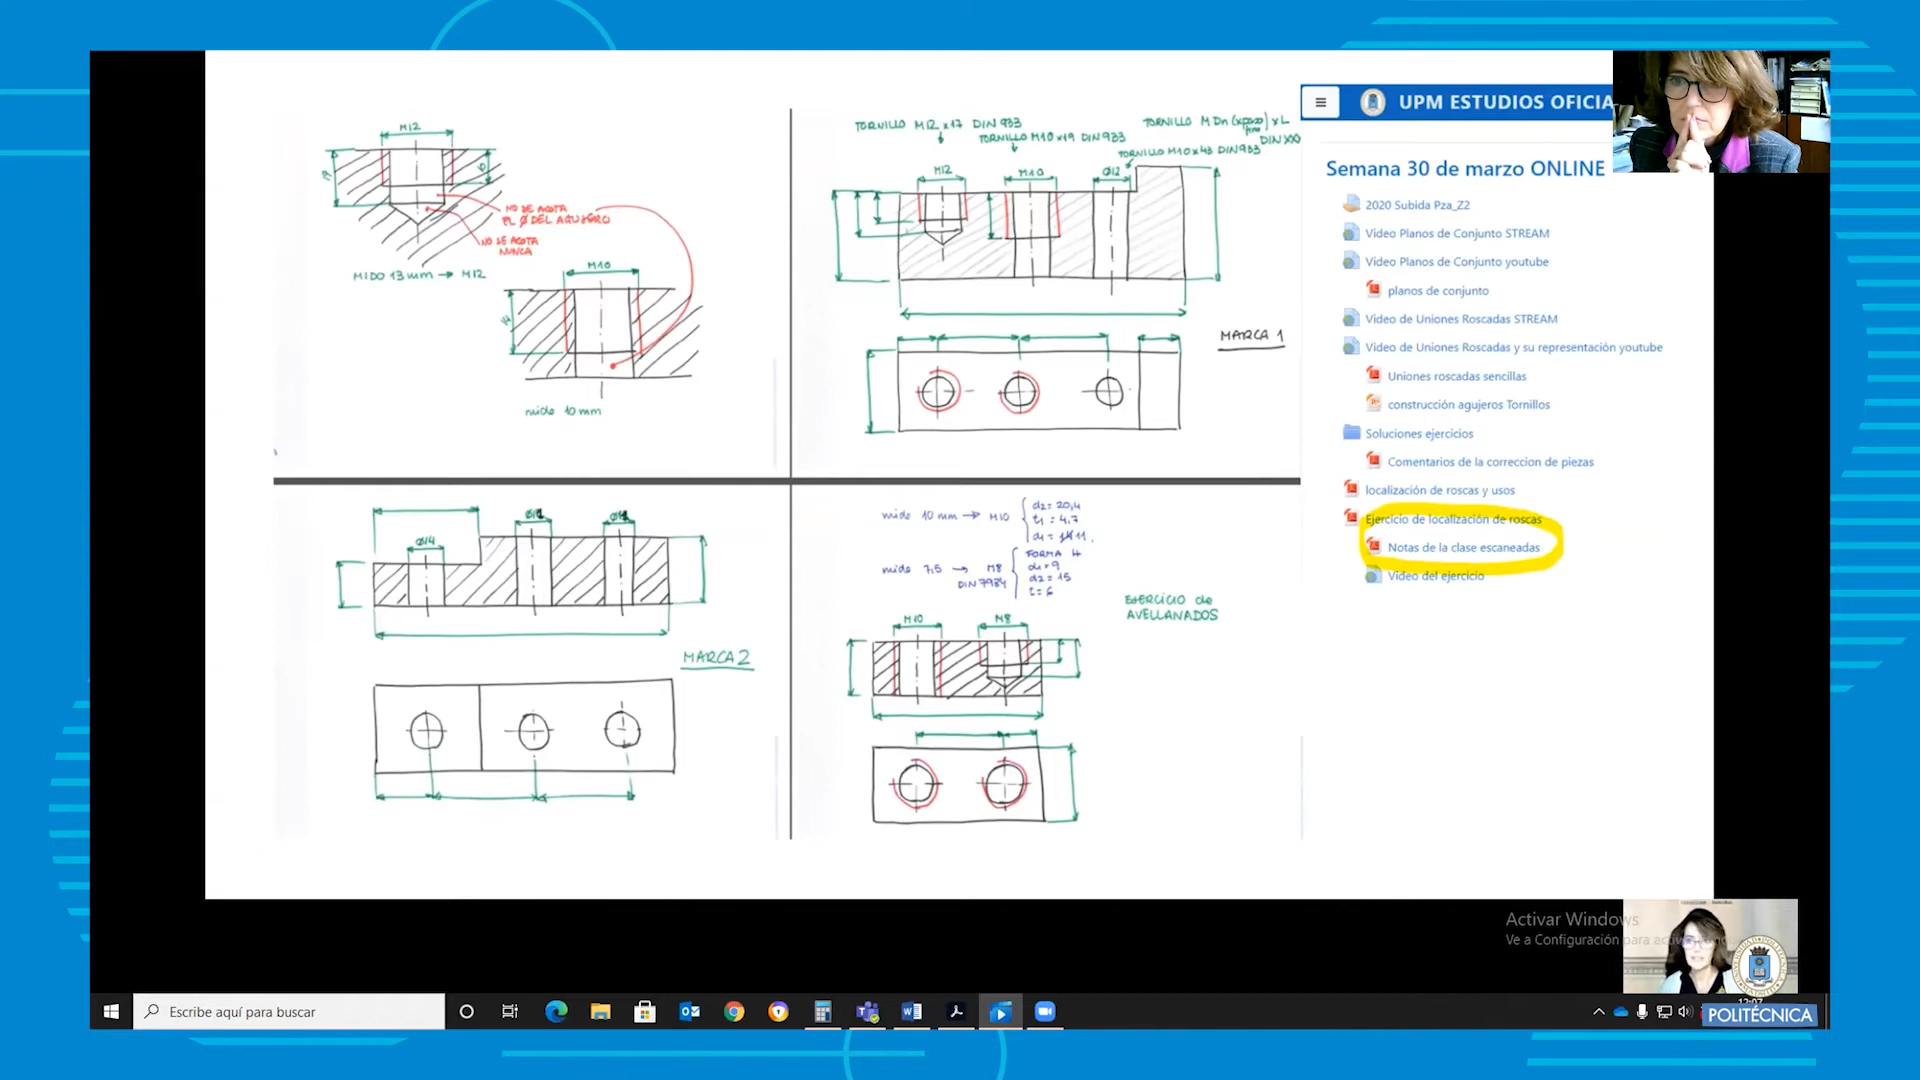 M12
19
10
NO SE ACOTA
EL Ø DEL AGUJERO
NO SE ACOTA
NUNCA
MIDO 13 mm → M12
M10
mido 10 mm
TORNILLO M12 x 17 DIN 933
TORNILLO M10 x 19 DIN 933
TORNILLO M Dn (x paso fino) x L
DIN XXX
TORNILLO M10 x 43 DIN 933
M12
M10
Ø12
MARCA 1
Ø14
MARCA 2
mido 10 mm → M10
d2 = 20,4
t1 = 4,7
mido 7,5 → M8
DIN 7984
FORMA H
d1 = 9
d2 = 15
t = 6
EJERCICIO de
AVELLANADOS
M10
M8
UPM ESTUDIOS OFICIA
Semana 30 de marzo ONLINE
2020 Subida Pza_Z2
Video Planos de Conjunto STREAM
Video Planos de Conjunto youtube
planos de conjunto
Video de Uniones Roscadas STREAM
Video de Uniones Roscadas y su representación youtube
Uniones roscadas sencillas
construcción agujeros Tornillos
Soluciones ejercicios
Comentarios de la correccion de piezas
localización de roscas y usos
Ejercicio de localización de roscas
Notas de la clase escaneadas
Video del ejercicio
Activar Windows
Ve a Configuración para
Escribe aquí para buscar
12:07
POLITÉCNICA